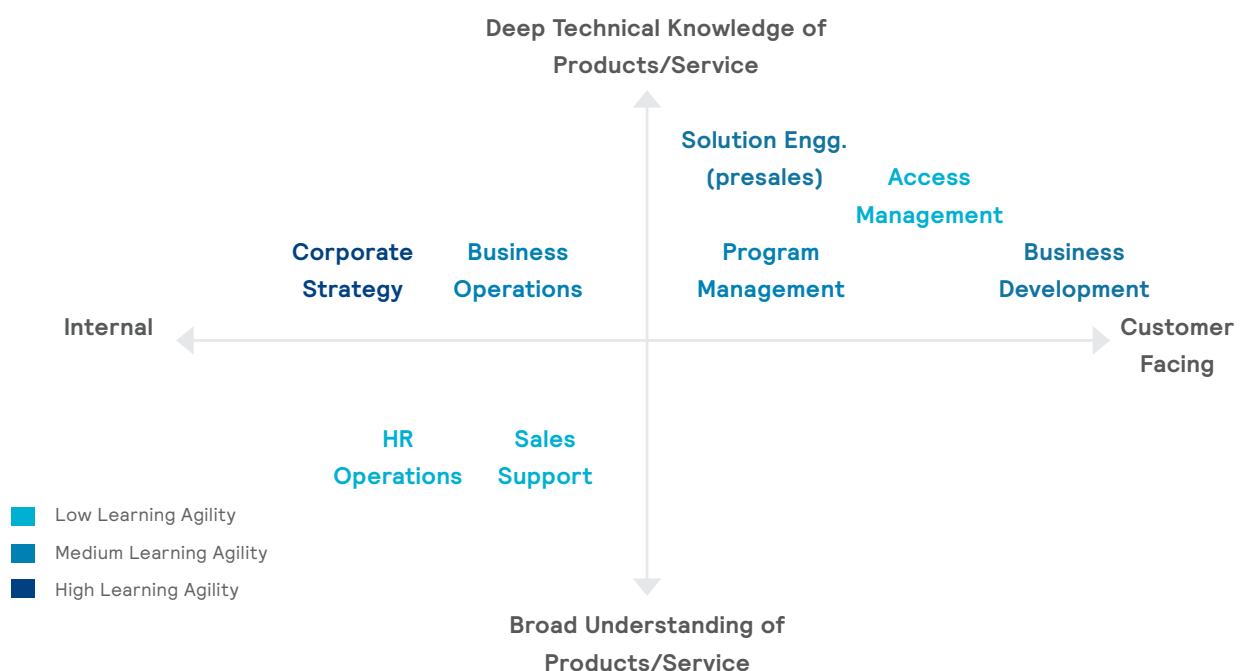 Deep Technical Knowledge of
Products/Service
Solution Engg.
(presales)
Access
Management
Corporate
Strategy
Business
Operations
Program
Management
Business
Development
Internal
Customer
Facing
HR
Operations
Sales
Support
Low Learning Agility
Medium Learning Agility
High Learning Agility
Broad Understanding of
Products/Service